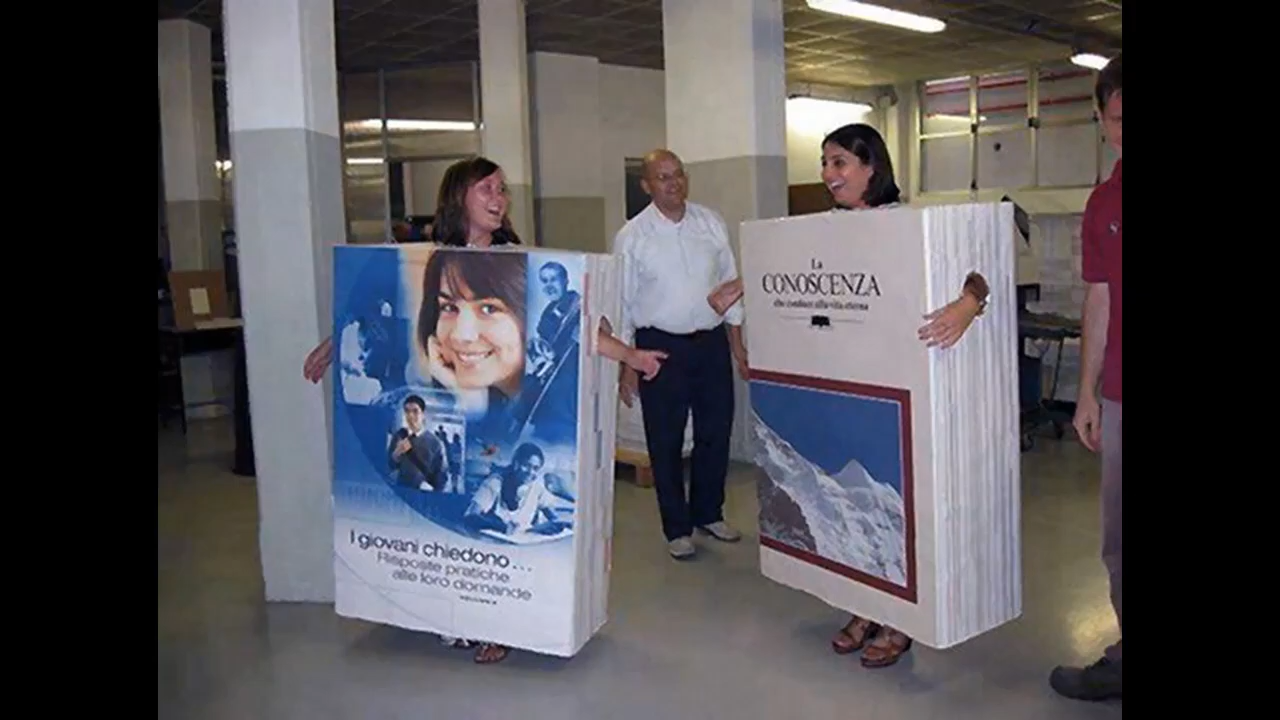 I giovani chiedono...
Risposte pratiche
alle loro domande
La
CONOSCENZA
che conduce alla vita eterna